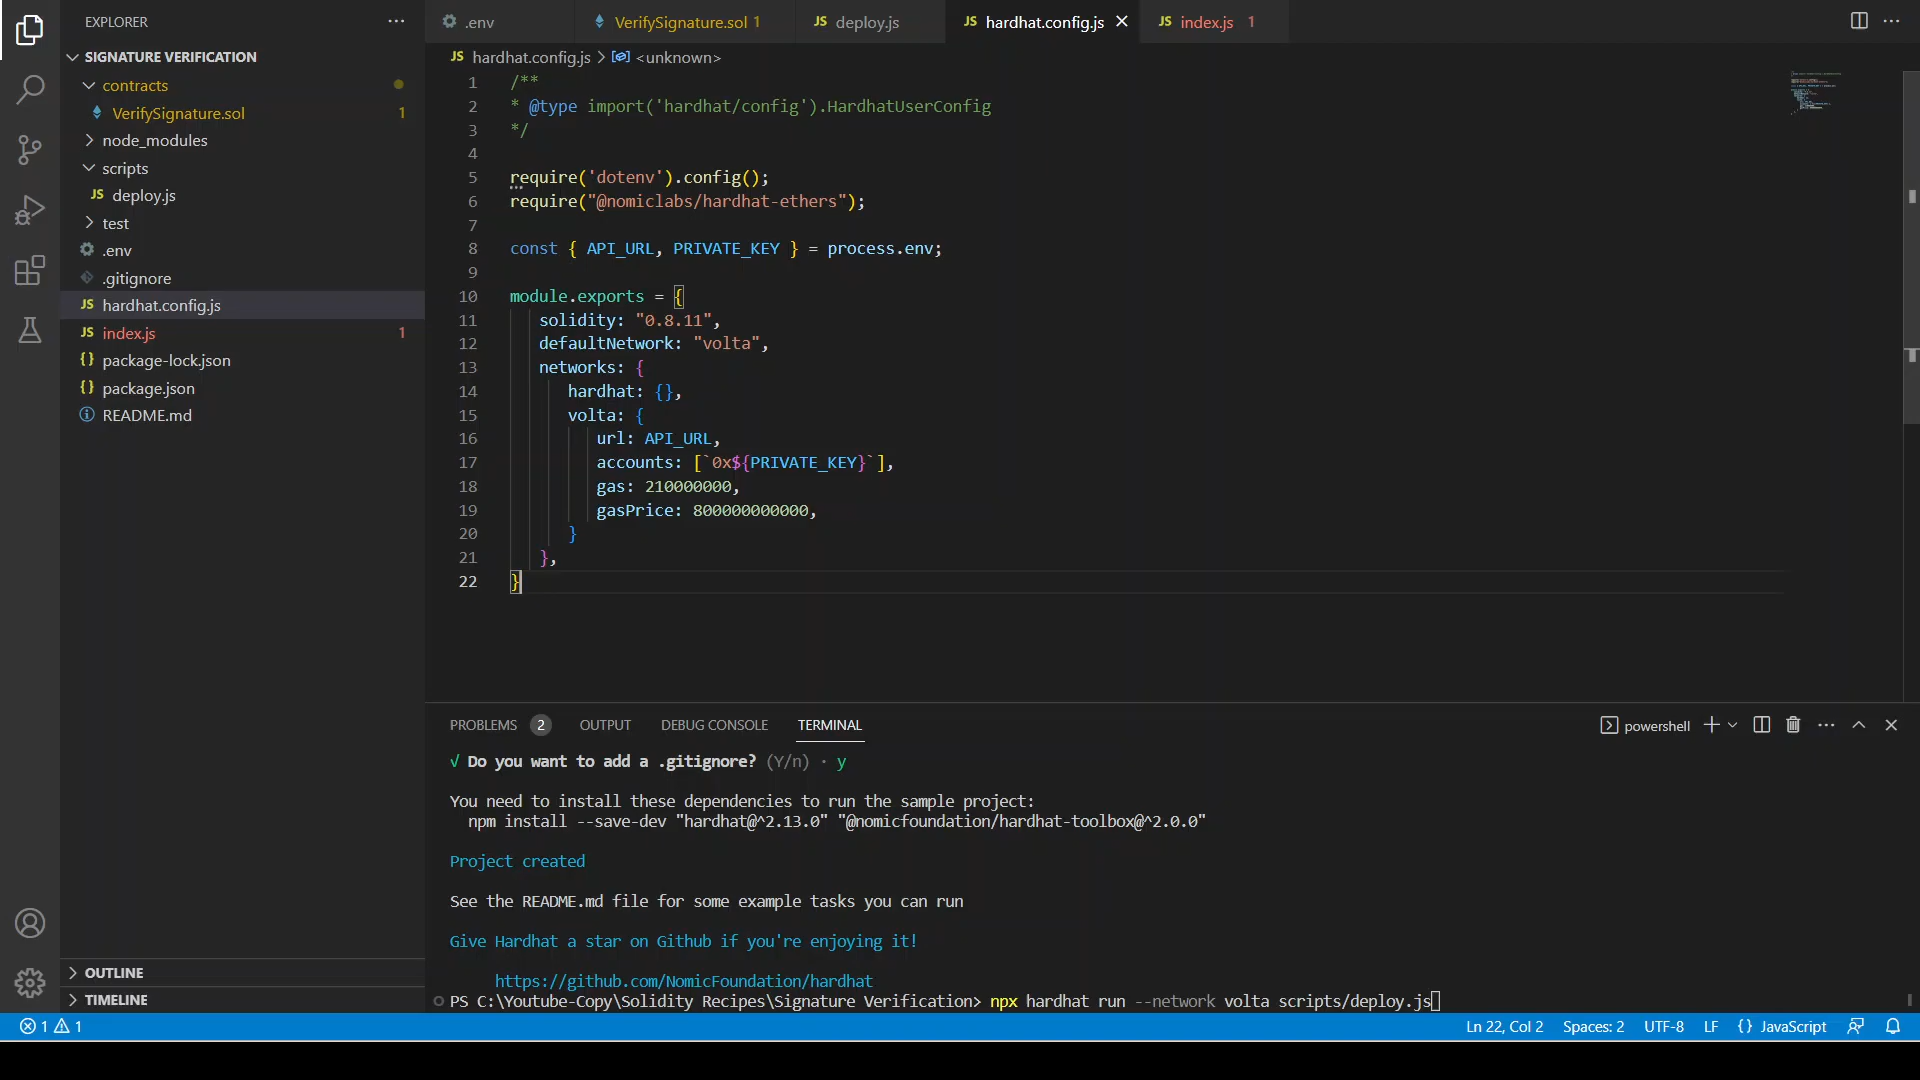 EXPLORER
SIGNATURE VERIFICATION
contracts
VerifySignature.sol 1
node_modules
scripts
JS deploy.js
test
.env
.gitignore
JS hardhat.config.js
JS index.js 1
{} package-lock.json
{} package.json
README.md
OUTLINE
TIMELINE
.env
VerifySignature.sol 1
JS deploy.js
JS hardhat.config.js
JS index.js 1
JS hardhat.config.js > <unknown>
1 /**
2 * @type import('hardhat/config').HardhatUserConfig
3 */
4
5 require('dotenv').config();
6 require("@nomiclabs/hardhat-ethers");
7
8 const { API_URL, PRIVATE_KEY } = process.env;
9
10 module.exports = {
11 solidity: "0.8.11",
12 defaultNetwork: "volta",
13 networks: {
14 hardhat: {},
15 volta: {
16 url: API_URL,
17 accounts: [`0x${PRIVATE_KEY}`],
18 gas: 210000000,
19 gasPrice: 800000000000,
20 }
21 },
22 }
PROBLEMS 2 OUTPUT DEBUG CONSOLE TERMINAL powershell
√ Do you want to add a .gitignore? (Y/n) · y
You need to install these dependencies to run the sample project:
npm install --save-dev "hardhat@^2.13.0" "@nomicfoundation/hardhat-toolbox@^2.0.0"
Project created
See the README.md file for some example tasks you can run
Give Hardhat a star on Github if you're enjoying it!
https://github.com/NomicFoundation/hardhat
PS C:\Youtube-Copy\Solidity Recipes\Signature Verification> npx hardhat run --network volta scripts/deploy.js
1 1 Ln 22, Col 2 Spaces: 2 UTF-8 LF {} JavaScript